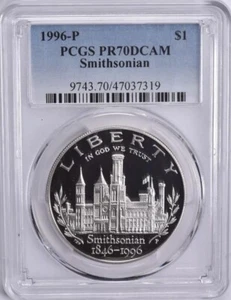 1996-P $1
PCGS PR70DCAM
Smithsonian
9743.70/47037319
LIBERTY
IN GOD WE TRUST
Smithsonian
1846-1996
P